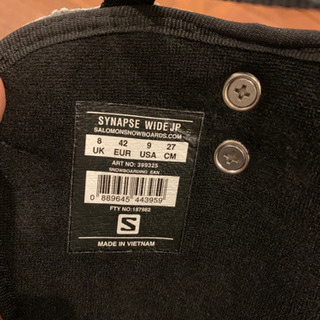 SYNAPSE WIDE JP
SALOMONSNOWBOARDS.COM
8 42 9 27
UK EUR USA CM
ART NO: 399325
SNOWBOARDING EAN
0 889645 443959
FTY NO:187982
S
MADE IN VIETNAM